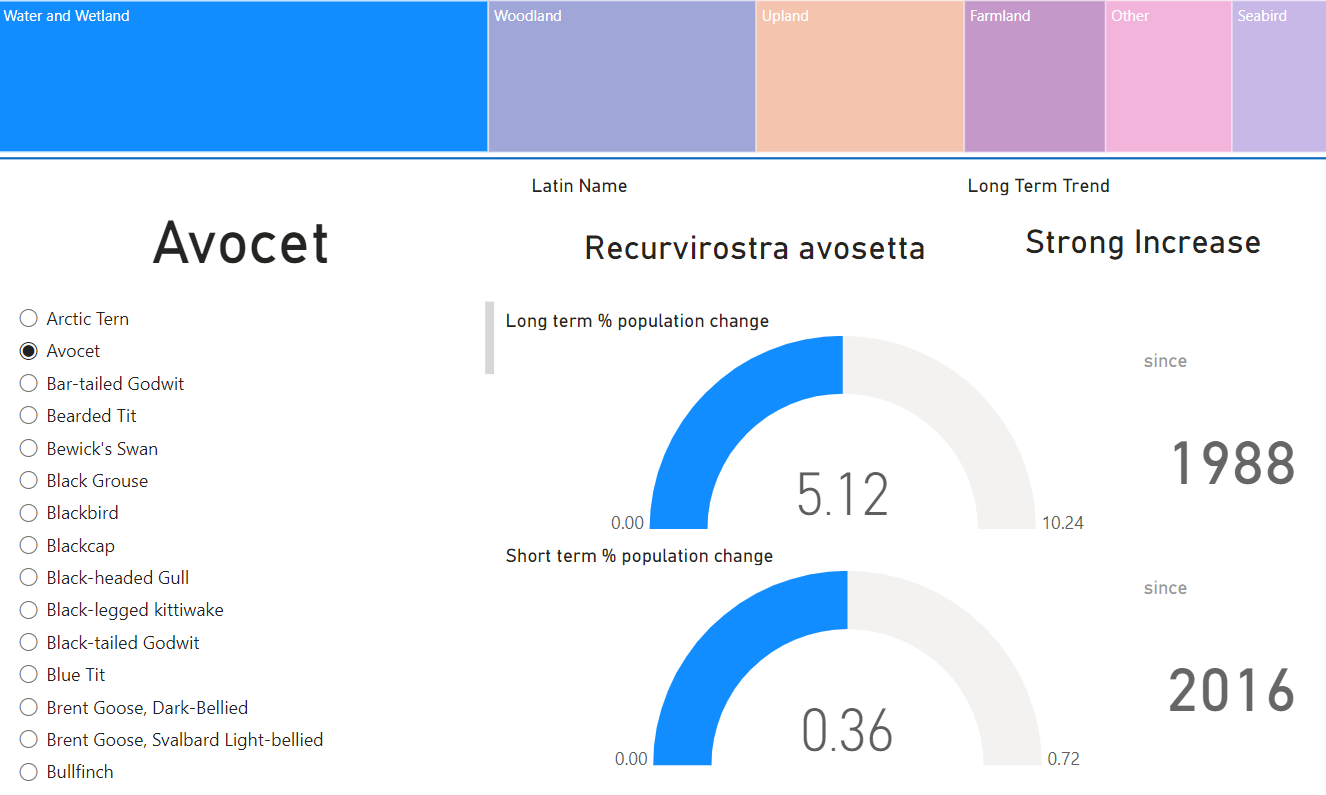 Water and Wetland
Woodland
Upland
Farmland
Other
Seabird
Latin Name
Long Term Trend
Avocet
Recurvirostra avosetta
Strong Increase
Arctic Tern
Avocet
Bar-tailed Godwit
Bearded Tit
Bewick's Swan
Black Grouse
Blackbird
Blackcap
Black-headed Gull
Black-legged kittiwake
Black-tailed Godwit
Blue Tit
Brent Goose, Dark-Bellied
Brent Goose, Svalbard Light-bellied
Bullfinch
Long term % population change
5.12
0.00
10.24
since
1988
Short term % population change
0.36
0.00
0.72
since
2016